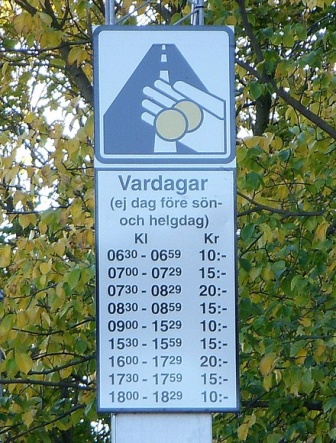 Vardagar
(ej dag före sön-
och helgdag)
Kl Kr
0630 - 0659 10:-
0700 - 0729 15:-
0730 - 0829 20:-
0830 - 0859 15:-
0900 - 1529 10:-
1530 - 1559 15:-
1600 - 1729 20:-
1730 - 1759 15:-
1800 - 1829 10:-